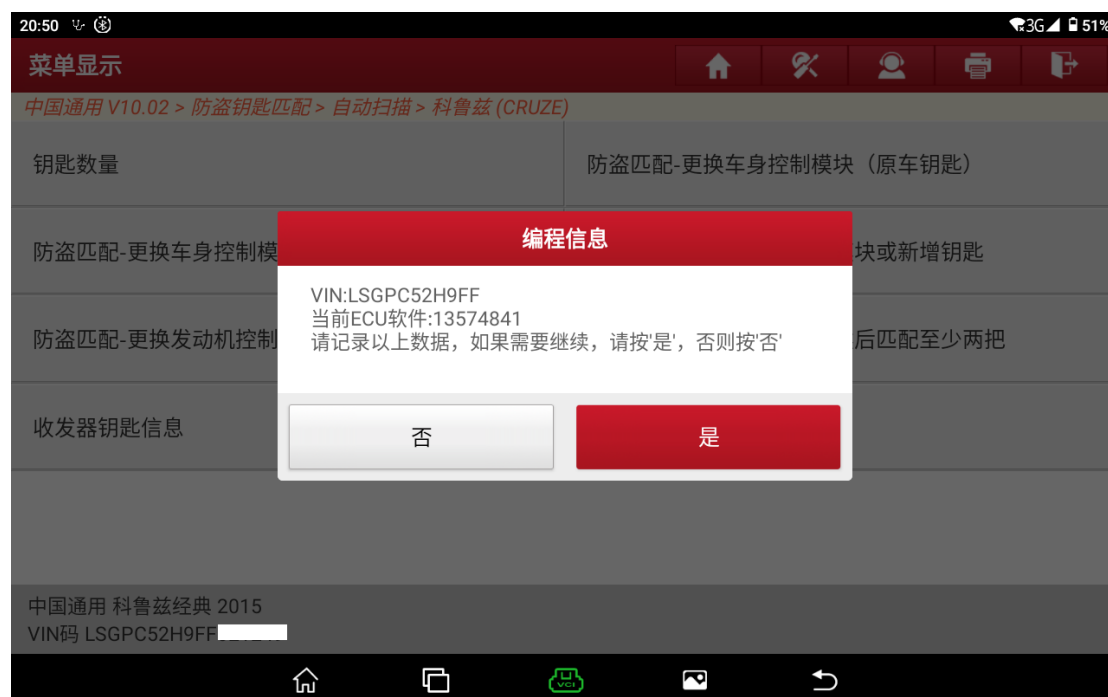 20:50
3G 51%
菜单显示
中国通用 V10.02 > 防盗钥匙匹配 > 自动扫描 > 科鲁兹 (CRUZE)
钥匙数量
防盗匹配-更换车身控制模块（原车钥匙）
防盗匹配-更换车身控制模
块或新增钥匙
防盗匹配-更换发动机控制
后匹配至少两把
收发器钥匙信息
编程信息
VIN:LSGPC52H9FF
当前ECU软件:13574841
请记录以上数据，如果需要继续，请按'是'，否则按'否'
否
是
中国通用 科鲁兹经典 2015
VIN码 LSGPC52H9FF
VCI